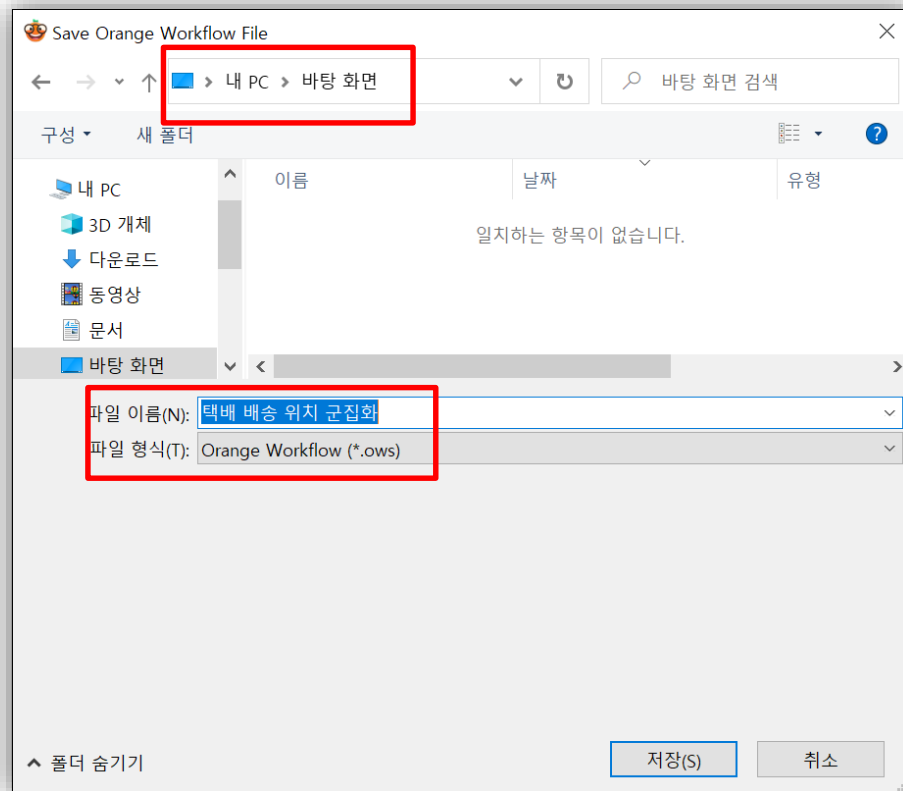 Save Orange Workflow File
내 PC > 바탕 화면
바탕 화면 검색
구성 새 폴더
이름 날짜 유형
내 PC
3D 개체
일치하는 항목이 없습니다.
다운로드
동영상
문서
바탕 화면
파일 이름(N): 택배 배송 위치 군집화
파일 형식(T): Orange Workflow (*.ows)
폴더 숨기기
저장(S) 취소